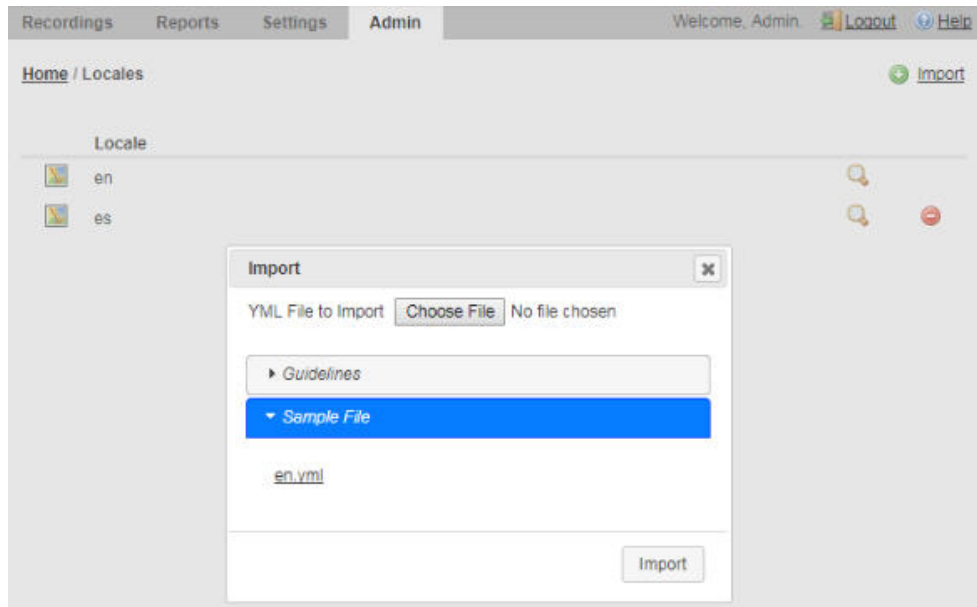 Recordings Reports Settings Admin Welcome, Admin. Logout Help
Home / Locales Import
Locale
en
es
Import
YML File to Import Choose File No file chosen
Guidelines
Sample File
en.yml
Import